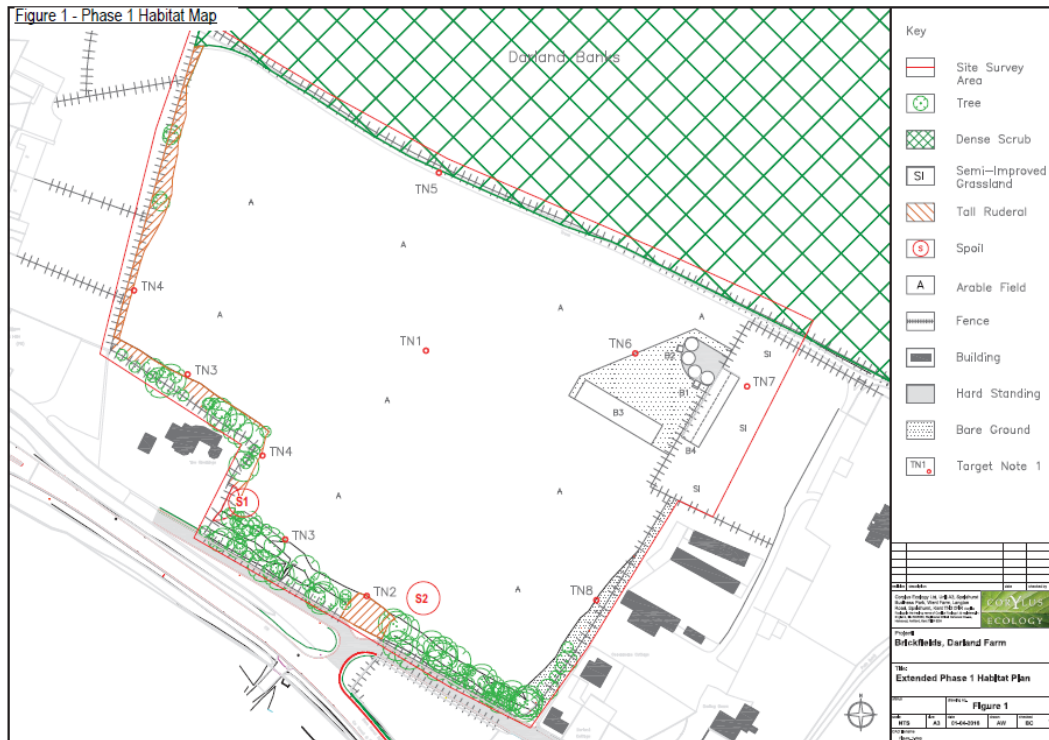 Figure 1 - Phase 1 Habitat Map
Darland Banks
TN5
A
A
TN4
A
A
A
TN1
TN6
B2
SI
TN7
B1
TN3
A
B3
SI
B4
TN4
SI
S1
A
A
TN3
TN2
S2
A
TN8
N
Key
Site Survey
Area
Tree
Dense Scrub
SI
Semi-Improved
Grassland
Tall Ruderal
S
Spoil
A
Arable Field
Fence
Building
Hard Standing
Bare Ground
TN1
Target Note 1
CORYLUS
ECOLOGY
Project
Brickfields, Darland Farm
Title:
Extended Phase 1 Habitat Plan
Figure 1
NTS
A3
01-04-2016
AW
BC